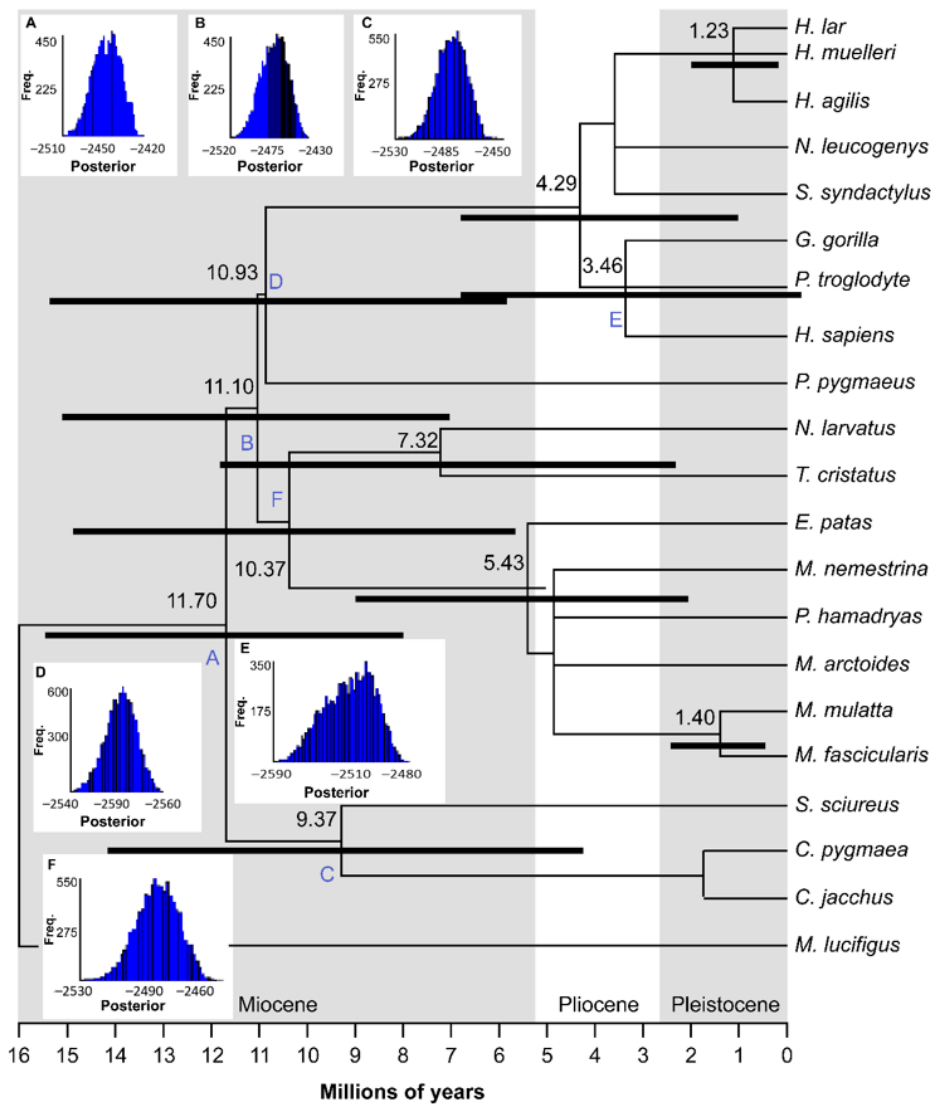 A
450
225
Freq.
−2510
−2450
−2420
Posterior
B
450
225
Freq.
−2520
−2475
−2430
Posterior
C
550
275
Freq.
−2530
−2485
−2450
Posterior
1.23
H. lar
H. muelleri
H. agilis
N. leucogenys
4.29
S. syndactylus
G. gorilla
3.46
P. troglodyte
10.93
D
E
H. sapiens
P. pygmaeus
11.10
B
N. larvatus
7.32
T. cristatus
F
E. patas
10.37
5.43
M. nemestrina
11.70
P. hamadryas
A
M. arctoides
D
600
300
Freq.
−2540
−2590
−2560
Posterior
E
350
175
Freq.
−2590
−2510
−2480
Posterior
1.40
M. mulatta
M. fascicularis
9.37
S. sciureus
C
C. pygmaea
C. jacchus
F
550
275
Freq.
−2530
−2490
−2460
Posterior
M. lucifigus
Miocene
Pliocene
Pleistocene
16 15 14 13 12 11 10 9 8 7 6 5 4 3 2 1 0
Millions of years